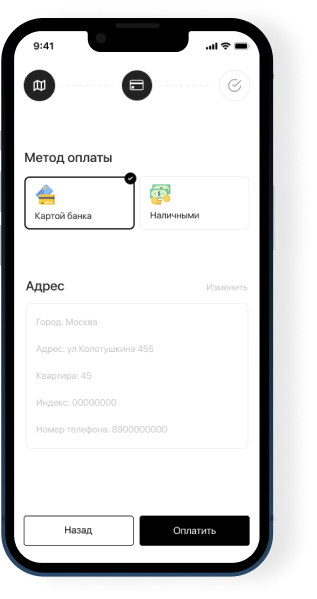 9:41
Метод оплаты
Картой банка
Наличными
Адрес
Изменить
Город: Москва
Адрес: ул Колотушкина 455
Квартира: 45
Индекс: 00000000
Номер телефона: 8900000000
Назад
Оплатить